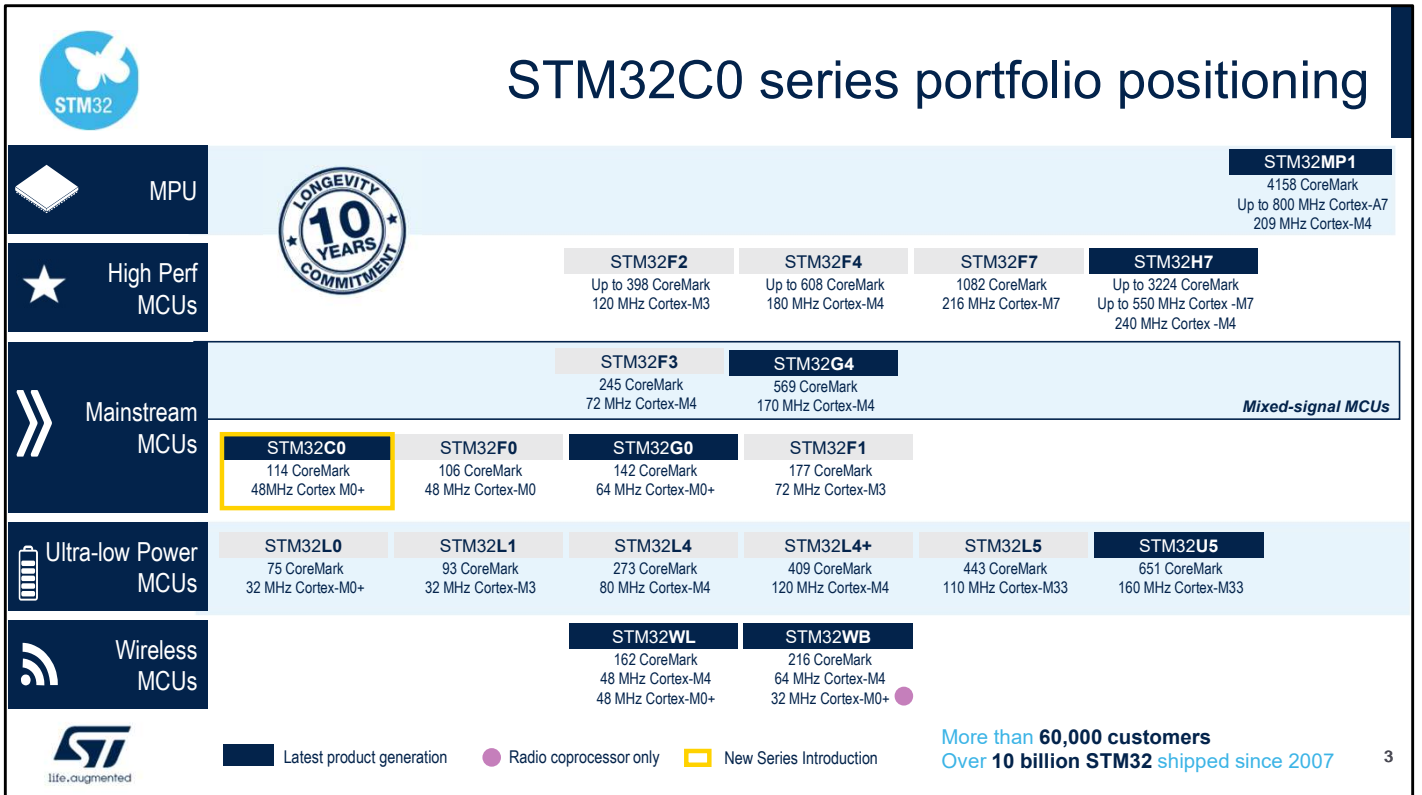 STM32
STM32C0 series portfolio positioning
MPU
LONGEVITY
10
YEARS
COMMITMENT
STM32MP1
4158 CoreMark
Up to 800 MHz Cortex-A7
209 MHz Cortex-M4
High Perf
MCUs
STM32F2
Up to 398 CoreMark
120 MHz Cortex-M3
STM32F4
Up to 608 CoreMark
180 MHz Cortex-M4
STM32F7
1082 CoreMark
216 MHz Cortex-M7
STM32H7
Up to 3224 CoreMark
Up to 550 MHz Cortex -M7
240 MHz Cortex -M4
Mainstream
MCUs
STM32F3
245 CoreMark
72 MHz Cortex-M4
STM32G4
569 CoreMark
170 MHz Cortex-M4
Mixed-signal MCUs
STM32C0
114 CoreMark
48MHz Cortex M0+
STM32F0
106 CoreMark
48 MHz Cortex-M0
STM32G0
142 CoreMark
64 MHz Cortex-M0+
STM32F1
177 CoreMark
72 MHz Cortex-M3
Ultra-low Power
MCUs
STM32L0
75 CoreMark
32 MHz Cortex-M0+
STM32L1
93 CoreMark
32 MHz Cortex-M3
STM32L4
273 CoreMark
80 MHz Cortex-M4
STM32L4+
409 CoreMark
120 MHz Cortex-M4
STM32L5
443 CoreMark
110 MHz Cortex-M33
STM32U5
651 CoreMark
160 MHz Cortex-M33
Wireless
MCUs
STM32WL
162 CoreMark
48 MHz Cortex-M4
48 MHz Cortex-M0+
STM32WB
216 CoreMark
64 MHz Cortex-M4
32 MHz Cortex-M0+
ST
life.augmented
Latest product generation
Radio coprocessor only
New Series Introduction
More than 60,000 customers
Over 10 billion STM32 shipped since 2007
3